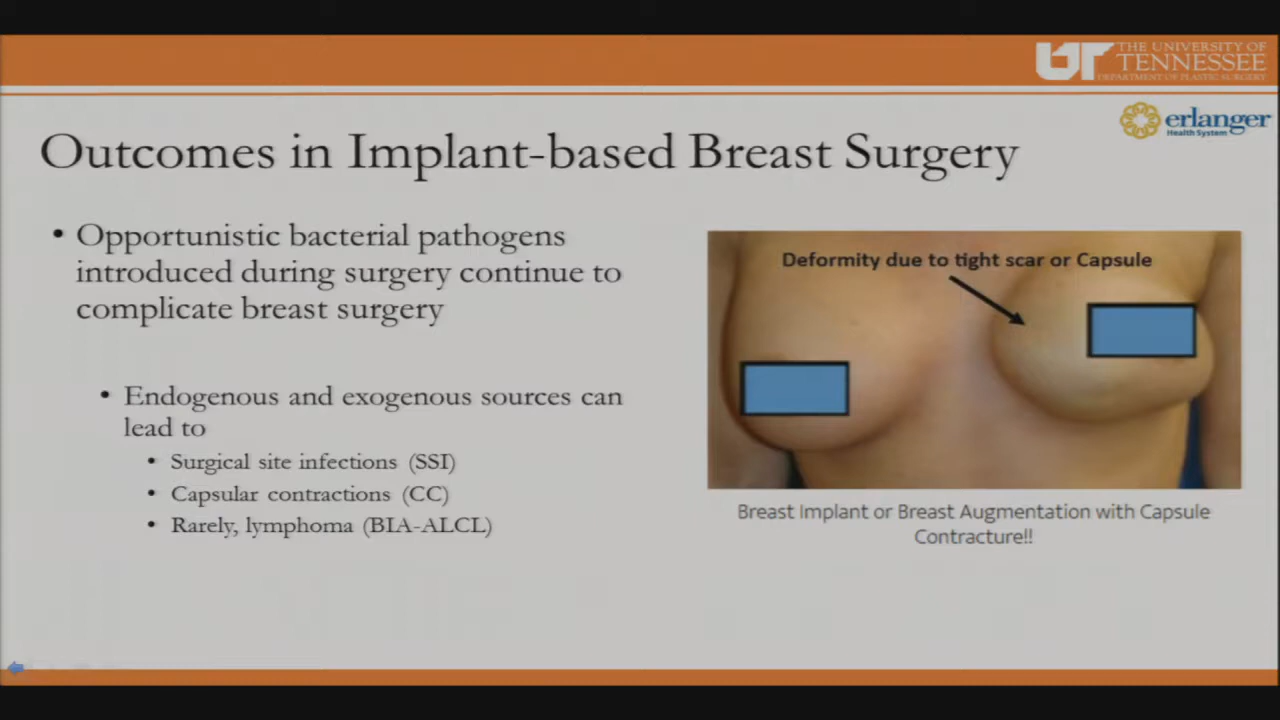 THE UNIVERSITY OF
TENNESSEE
DEPARTMENT OF PLASTIC SURGERY
erlanger
Health System
Outcomes in Implant-based Breast Surgery
• Opportunistic bacterial pathogens
introduced during surgery continue to
complicate breast surgery
• Endogenous and exogenous sources can
lead to
• Surgical site infections (SSI)
• Capsular contractions (CC)
• Rarely, lymphoma (BIA-ALCL)
Deformity due to tight scar or Capsule
Breast Implant or Breast Augmentation with Capsule
Contracture!!